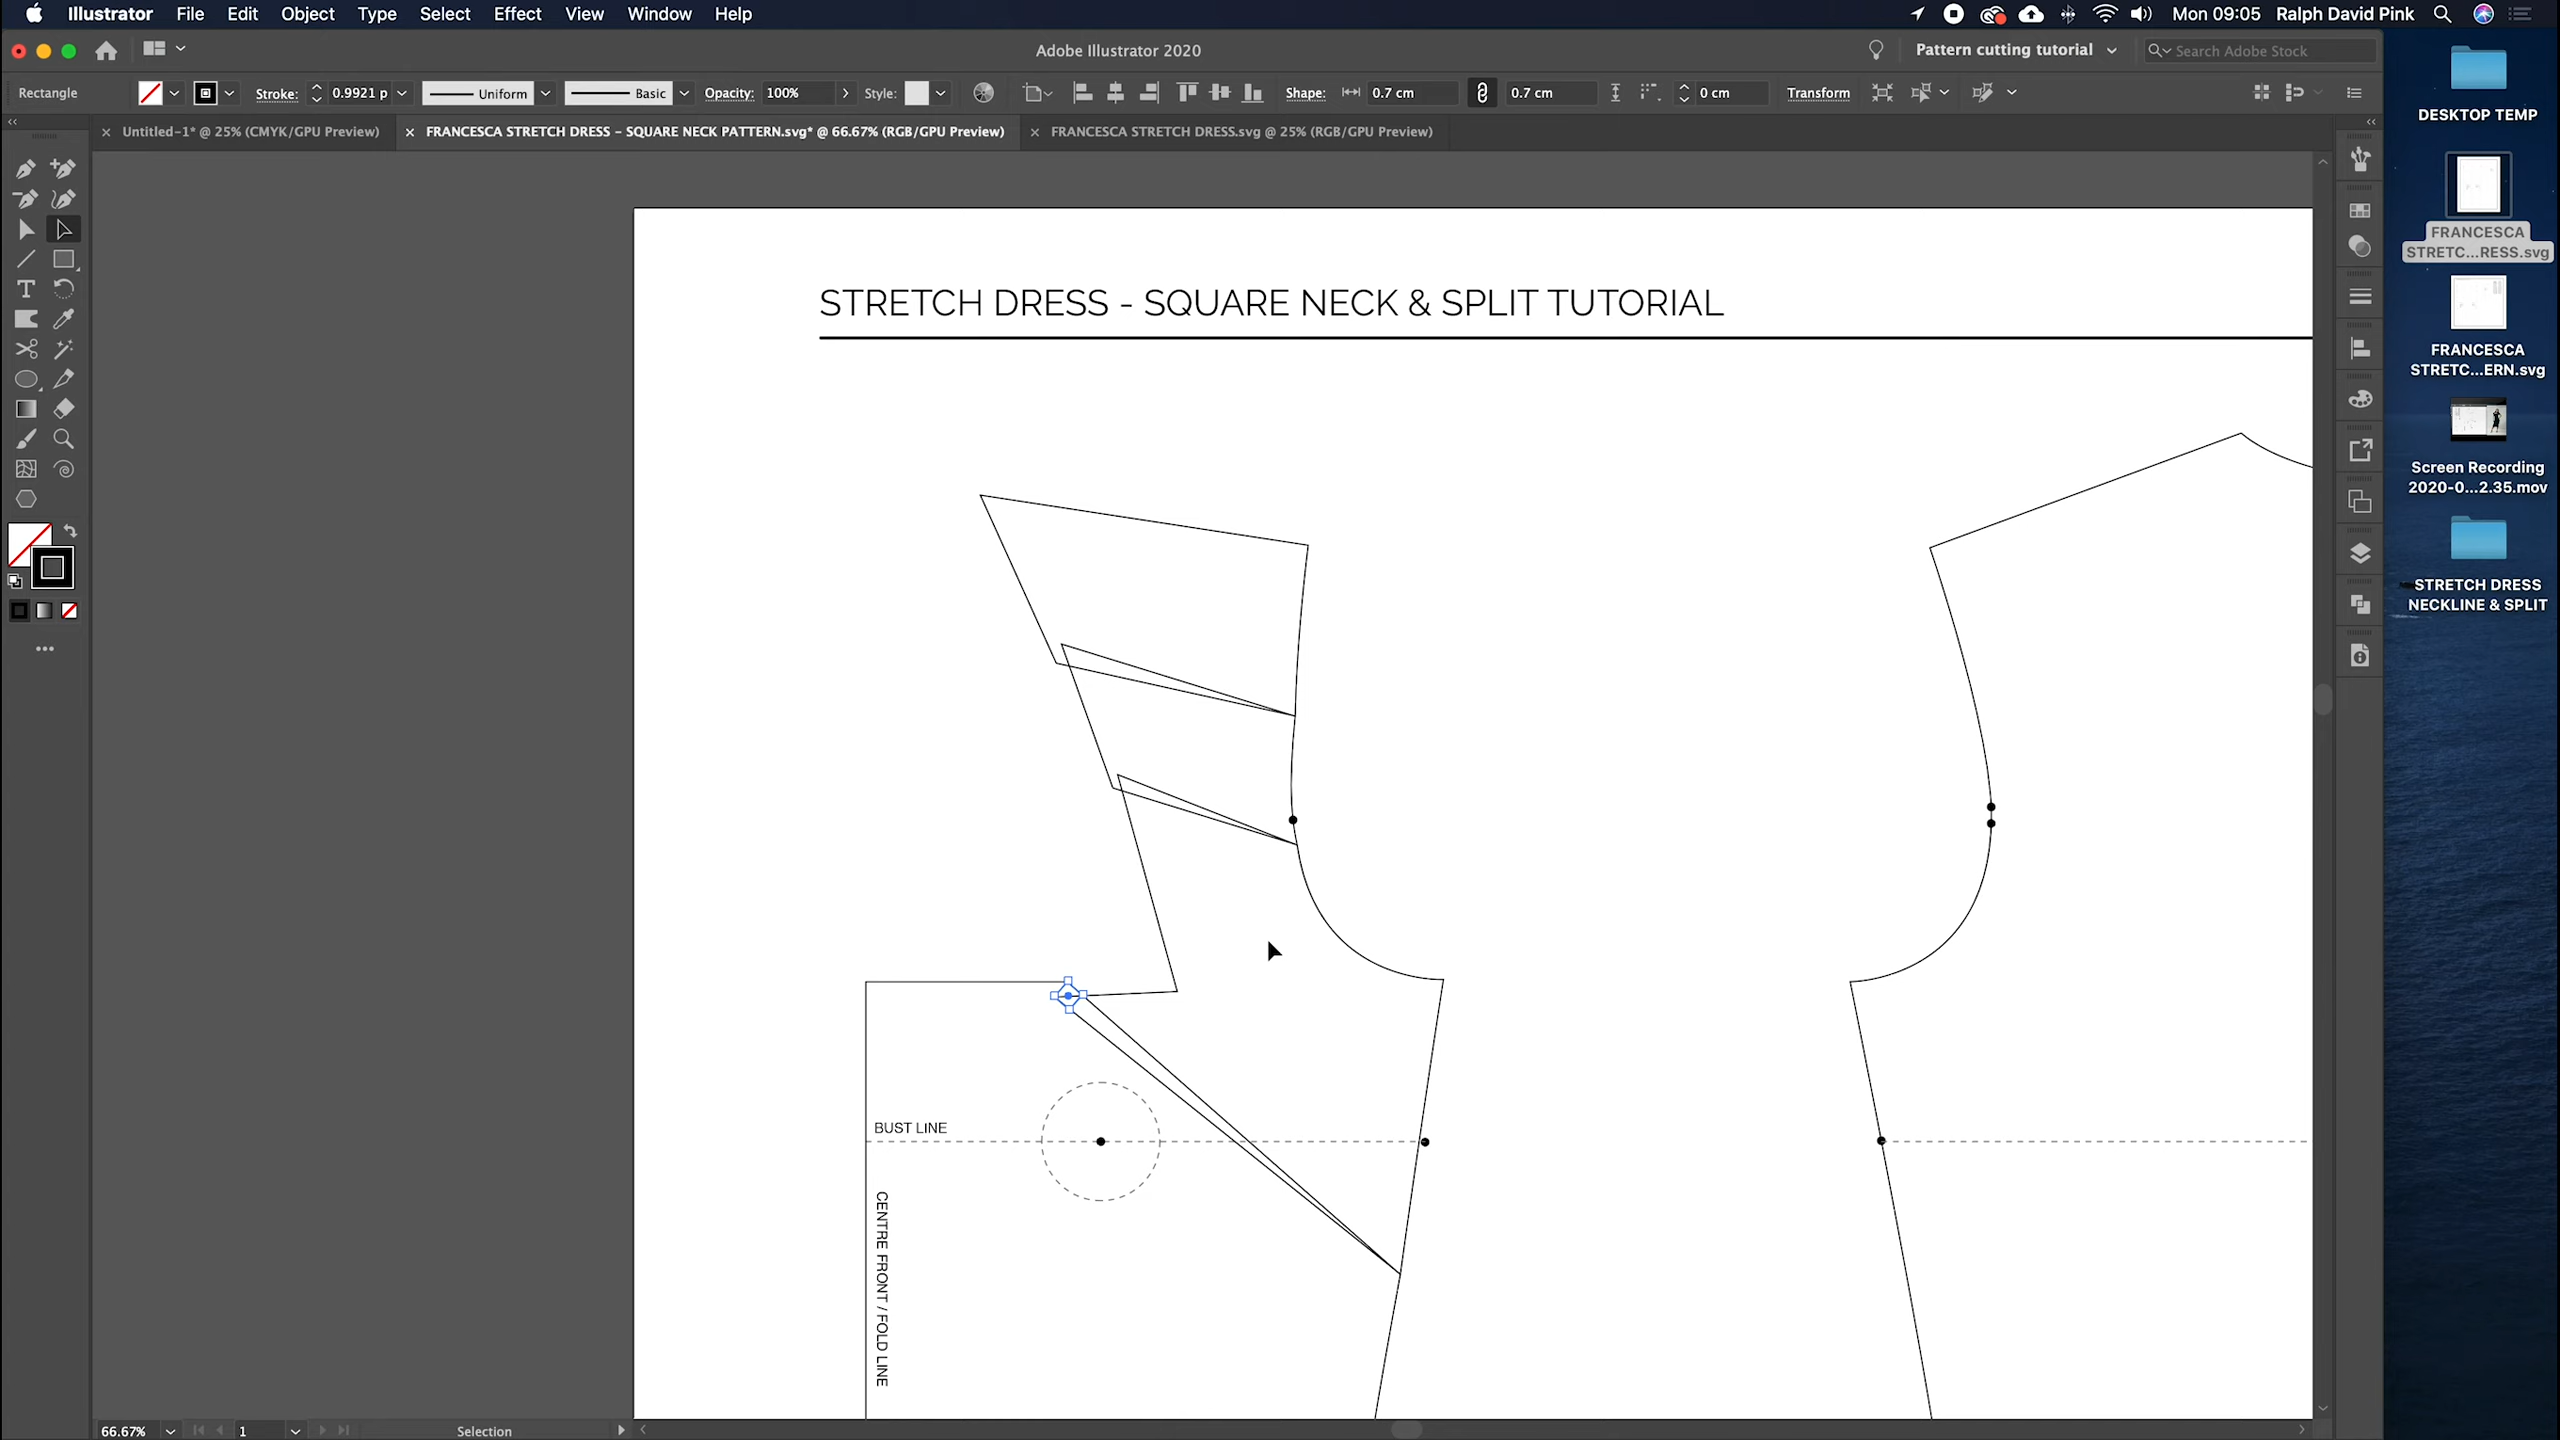 Illustrator File Edit Object Type Select Effect View Window Help Mon 09:05 Ralph David Pink
Adobe Illustrator 2020 Pattern cutting tutorial Search Adobe Stock
Rectangle Stroke: 0.9921 p Uniform Basic Opacity: 100% Style: Shape: 0.7 cm 0.7 cm 0 cm Transform
Untitled-1* @ 25% (CMYK/GPU Preview) FRANCESCA STRETCH DRESS – SQUARE NECK PATTERN.svg* @ 66.67% (RGB/GPU Preview) FRANCESCA STRETCH DRESS.svg @ 25% (RGB/GPU Preview)
DESKTOP TEMP
FRANCESCA
STRETC...RESS.svg
FRANCESCA
STRETC...ERN.svg
Screen Recording
2020-0...2.35.mov
STRETCH DRESS
NECKLINE & SPLIT
STRETCH DRESS - SQUARE NECK & SPLIT TUTORIAL
BUST LINE
CENTRE FRONT / FOLD LINE
66.67% 1 Selection